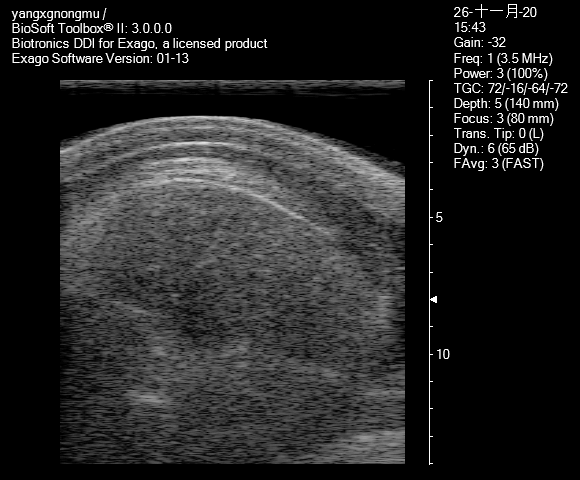 yangxgnongmu /
BioSoft Toolbox® II: 3.0.0.0
Biotronics DDI for Exago, a licensed product
Exago Software Version: 01-13
26-十一月-20
15:43
Gain: -32
Freq: 1 (3.5 MHz)
Power: 3 (100%)
TGC: 72/-16/-64/-72
Depth: 5 (140 mm)
Focus: 3 (80 mm)
Trans. Tip: 0 (L)
Dyn.: 6 (65 dB)
FAvg: 3 (FAST)
5
10